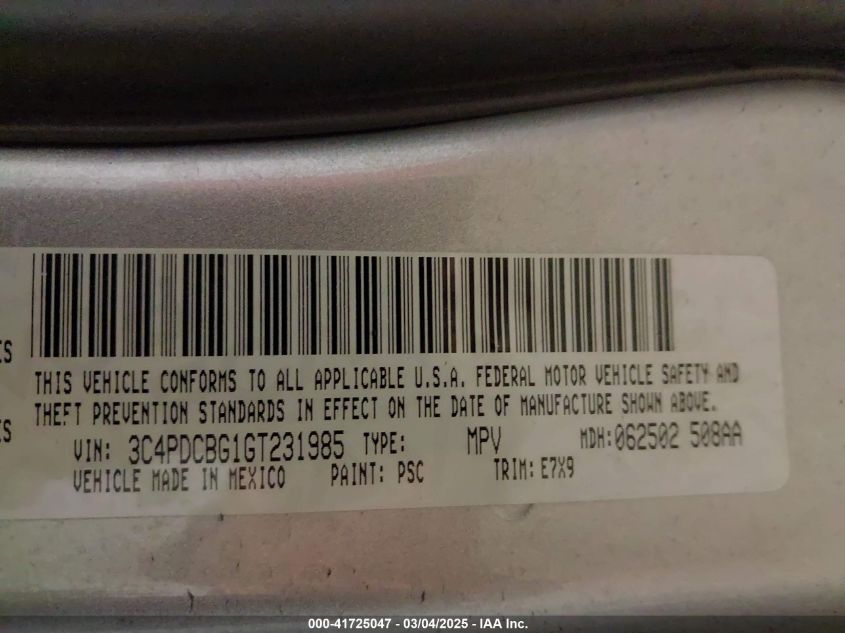 ES
THIS VEHICLE CONFORMS TO ALL APPLICABLE U.S.A. FEDERAL MOTOR VEHICLE SAFETY AND
THEFT PREVENTION STANDARDS IN EFFECT ON THE DATE OF MANUFACTURE SHOWN ABOVE.
ES
VIN: 3C4PDCBG1GT231985 TYPE: MPV MDH:062502 508AA
VEHICLE MADE IN MEXICO PAINT: PSC TRIM: E7X9
000-41725047 - 03/04/2025 - IAA Inc.